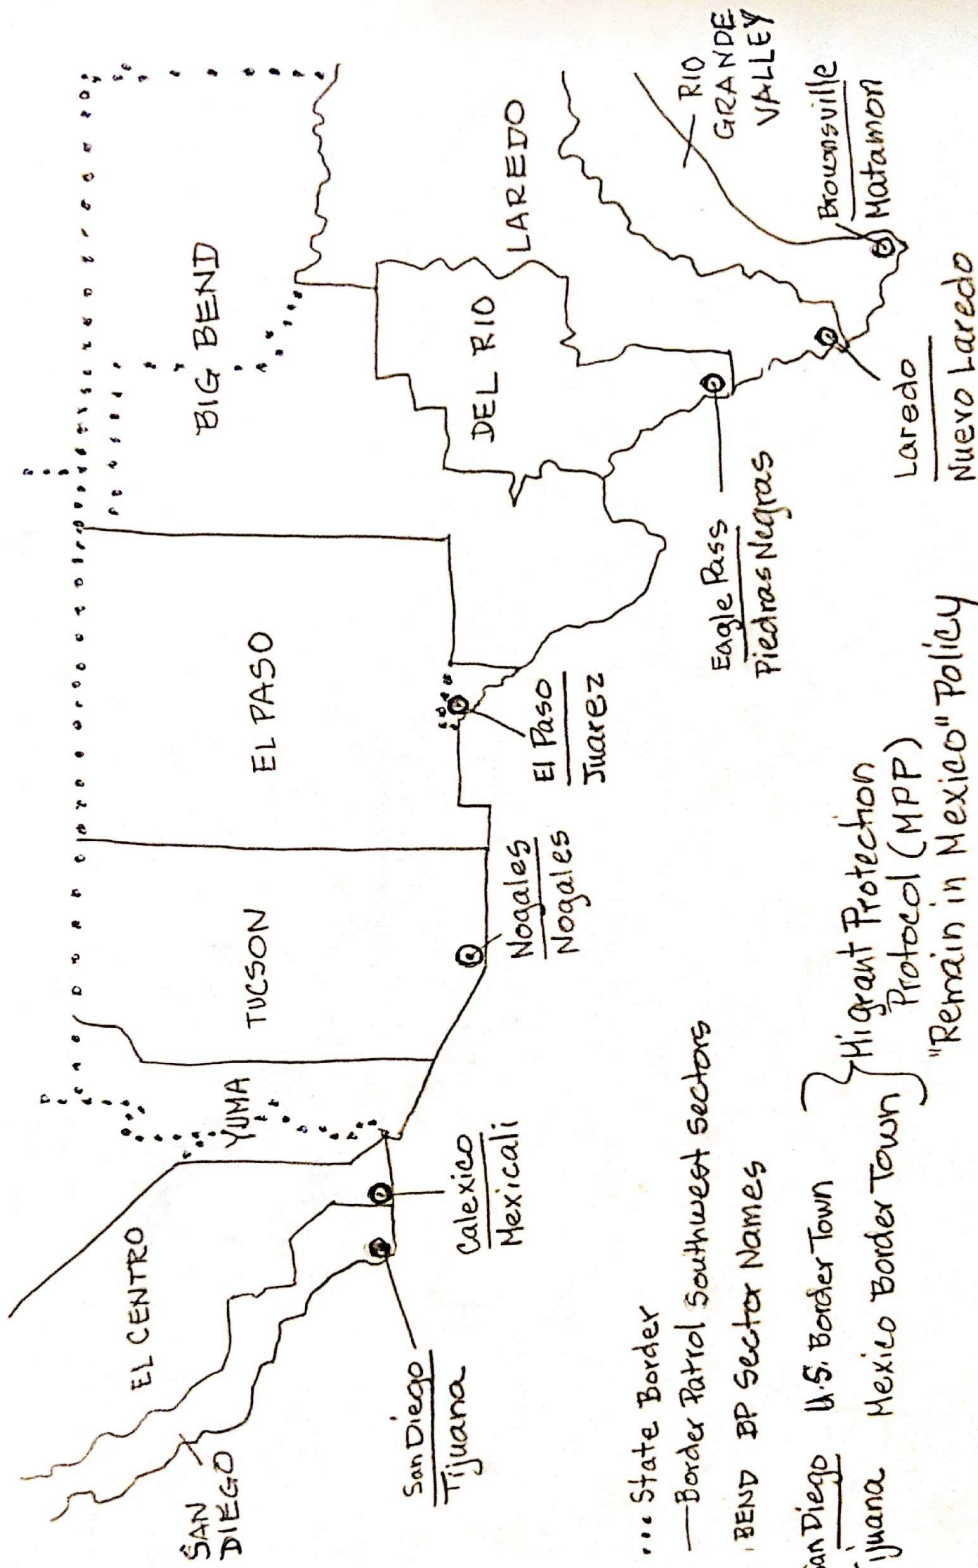 SAN
DIEGO
EL CENTRO
YUMA
TUCSON
EL PASO
BIG BEND
DEL RIO
LAREDO
RIO
GRANDE
VALLEY
San Diego
Tijuana
Calexico
Mexicali
Nogales
Nogales
El Paso
Juarez
Eagle Pass
Piedras Negras
Laredo
Nuevo Laredo
Brownsville
Matamon
... State Border
— Border Patrol Southwest sectors
BEND BP Sector Names
San Diego U.S. Border Town
Tijuana Mexico Border Town
Migrant Protection
Protocol (MPP)
"Remain in Mexico" Policy